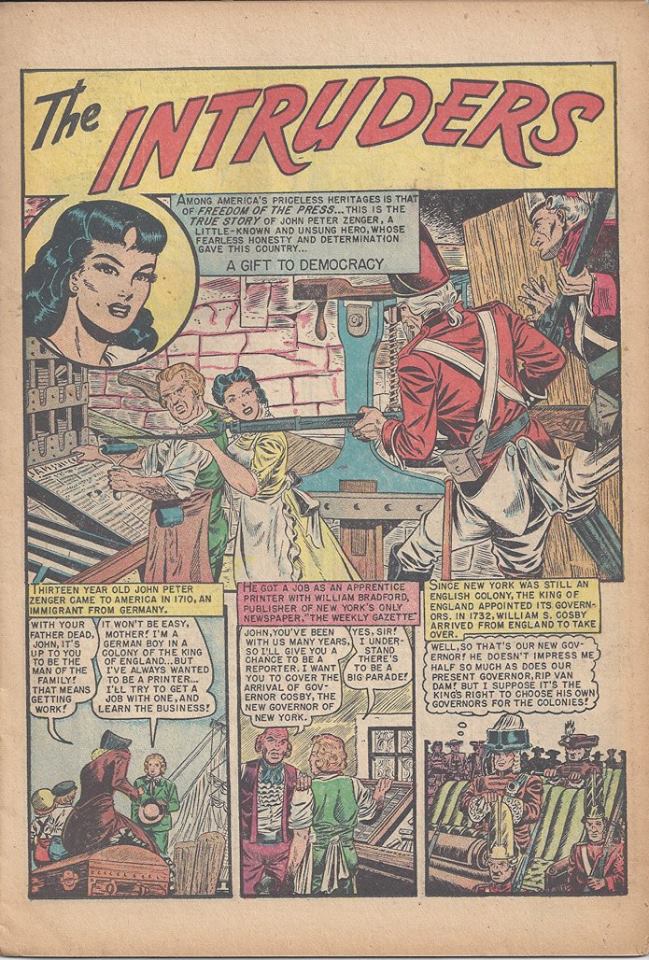 The INTRUDERS
AMONG AMERICA'S PRICELESS HERITAGES IS THAT
OF FREEDOM OF THE PRESS...THIS IS THE
TRUE STORY OF JOHN PETER ZENGER, A
LITTLE-KNOWN AND UNSUNG HERO, WHOSE
FEARLESS HONESTY AND DETERMINATION
GAVE THIS COUNTRY...
A GIFT TO DEMOCRACY
THIRTEEN YEAR OLD JOHN PETER
ZENGER CAME TO AMERICA IN 1710, AN
IMMIGRANT FROM GERMANY.
WITH YOUR
FATHER DEAD,
JOHN, IT'S
UP TO YOU
TO BE THE
MAN OF THE
FAMILY!
THAT MEANS
GETTING
WORK!
IT WON'T BE EASY,
MOTHER! I'M A
GERMAN BOY IN A
COLONY OF THE KING
OF ENGLAND...BUT
I'VE ALWAYS WANTED
TO BE A PRINTER...
I'LL TRY TO GET A
JOB WITH ONE, AND
LEARN THE BUSINESS!
HE GOT A JOB AS AN APPRENTICE
PRINTER WITH WILLIAM BRADFORD,
PUBLISHER OF NEW YORK'S ONLY
NEWSPAPER, "THE WEEKLY GAZETTE"
JOHN, YOU'VE BEEN
WITH US MANY YEARS,
SO I'LL GIVE YOU A
CHANCE TO BE A
REPORTER. I WANT
YOU TO COVER THE
ARRIVAL OF GOV-
ERNOR COSBY, THE
NEW GOVERNOR OF
NEW YORK.
YES, SIR!
I UNDER-
STAND
THERE'S
TO BE A
BIG PARADE!
SINCE NEW YORK WAS STILL AN
ENGLISH COLONY, THE KING OF
ENGLAND APPOINTED ITS GOVERN-
ORS. IN 1732, WILLIAM S. COSBY
ARRIVED FROM ENGLAND TO TAKE
OVER.
WELL, SO THAT'S OUR NEW GOV-
ERNOR! HE DOESN'T IMPRESS ME
HALF SO MUCH AS DOES OUR
PRESENT GOVERNOR, RIP VAN
DAM! BUT I SUPPOSE IT'S THE
KING'S RIGHT TO CHOOSE HIS OWN
GOVERNORS FOR THE COLONIES!